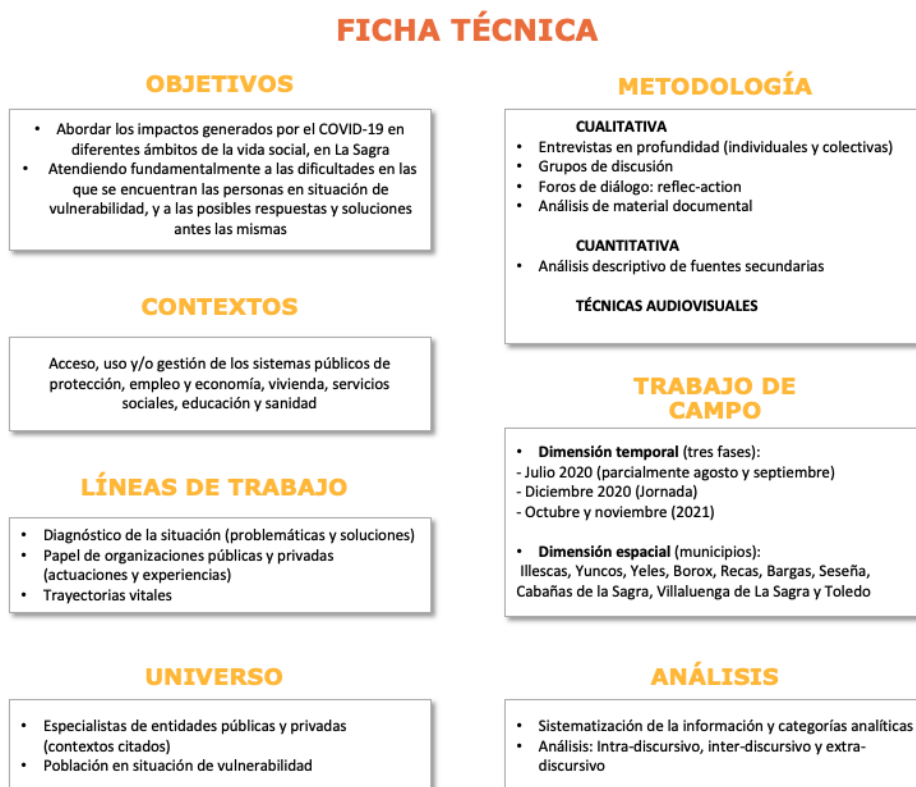 FICHA TÉCNICA
OBJETIVOS
• Abordar los impactos generados por el COVID-19 en
diferentes ámbitos de la vida social, en La Sagra
• Atendiendo fundamentalmente a las dificultades en las
que se encuentran las personas en situación de
vulnerabilidad, y a las posibles respuestas y soluciones
antes las mismas
CONTEXTOS
Acceso, uso y/o gestión de los sistemas públicos de
protección, empleo y economía, vivienda, servicios
sociales, educación y sanidad
LÍNEAS DE TRABAJO
• Diagnóstico de la situación (problemáticas y soluciones)
• Papel de organizaciones públicas y privadas
(actuaciones y experiencias)
• Trayectorias vitales
UNIVERSO
• Especialistas de entidades públicas y privadas
(contextos citados)
• Población en situación de vulnerabilidad
METODOLOGÍA
CUALITATIVA
• Entrevistas en profundidad (individuales y colectivas)
• Grupos de discusión
• Foros de diálogo: reflec-action
• Análisis de material documental
CUANTITATIVA
• Análisis descriptivo de fuentes secundarias
TÉCNICAS AUDIOVISUALES
TRABAJO DE
CAMPO
• Dimensión temporal (tres fases):
- Julio 2020 (parcialmente agosto y septiembre)
- Diciembre 2020 (Jornada)
- Octubre y noviembre (2021)
• Dimensión espacial (municipios):
Illescas, Yuncos, Yeles, Borox, Recas, Bargas, Seseña,
Cabañas de la Sagra, Villaluenga de La Sagra y Toledo
ANÁLISIS
• Sistematización de la información y categorías analíticas
• Análisis: Intra-discursivo, inter-discursivo y extra-
discursivo